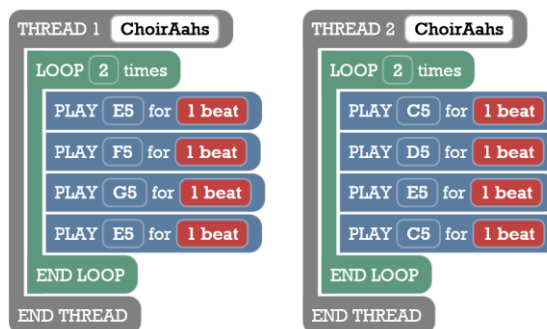 THREAD 1 ChoirAahs
LOOP 2 times
PLAY E5 for 1 beat
PLAY F5 for 1 beat
PLAY G5 for 1 beat
PLAY E5 for 1 beat
END LOOP
END THREAD
THREAD 2 ChoirAahs
LOOP 2 times
PLAY C5 for 1 beat
PLAY D5 for 1 beat
PLAY E5 for 1 beat
PLAY C5 for 1 beat
END LOOP
END THREAD